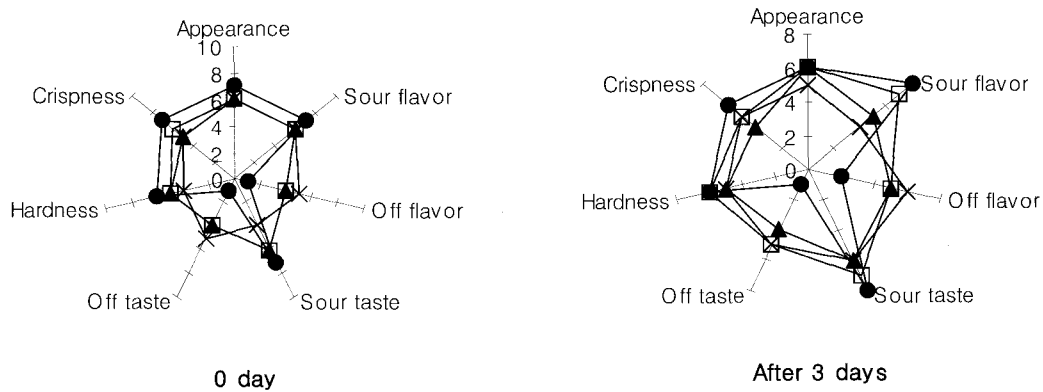 Appearance
10
8
6
4
2
0
Crispness
Sour flavor
Hardness
Off flavor
Off taste
Sour taste
0 day
Appearance
8
6
4
2
0
Crispness
Sour flavor
Hardness
Off flavor
Off taste
Sour taste
After 3 days